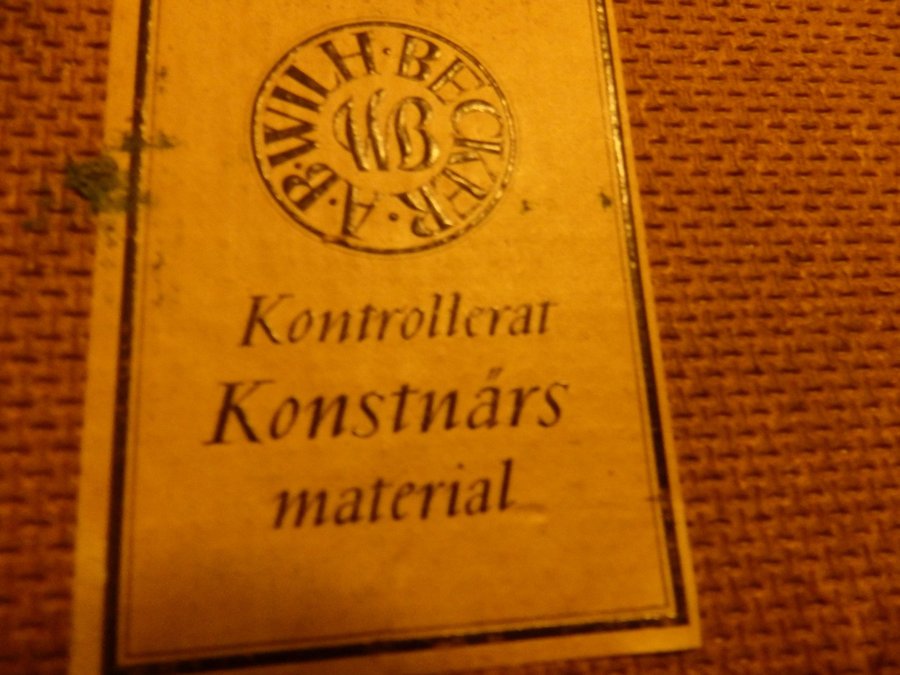 A.B. WILH. BECKER.
WB
Kontrollerat
Konstnärs
material